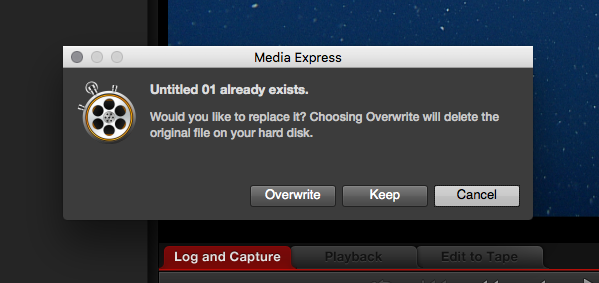 Media Express
Untitled 01 already exists.
Would you like to replace it? Choosing Overwrite will delete the
original file on your hard disk.
Overwrite
Keep
Cancel
Log and Capture
Playback
Edit to Tape